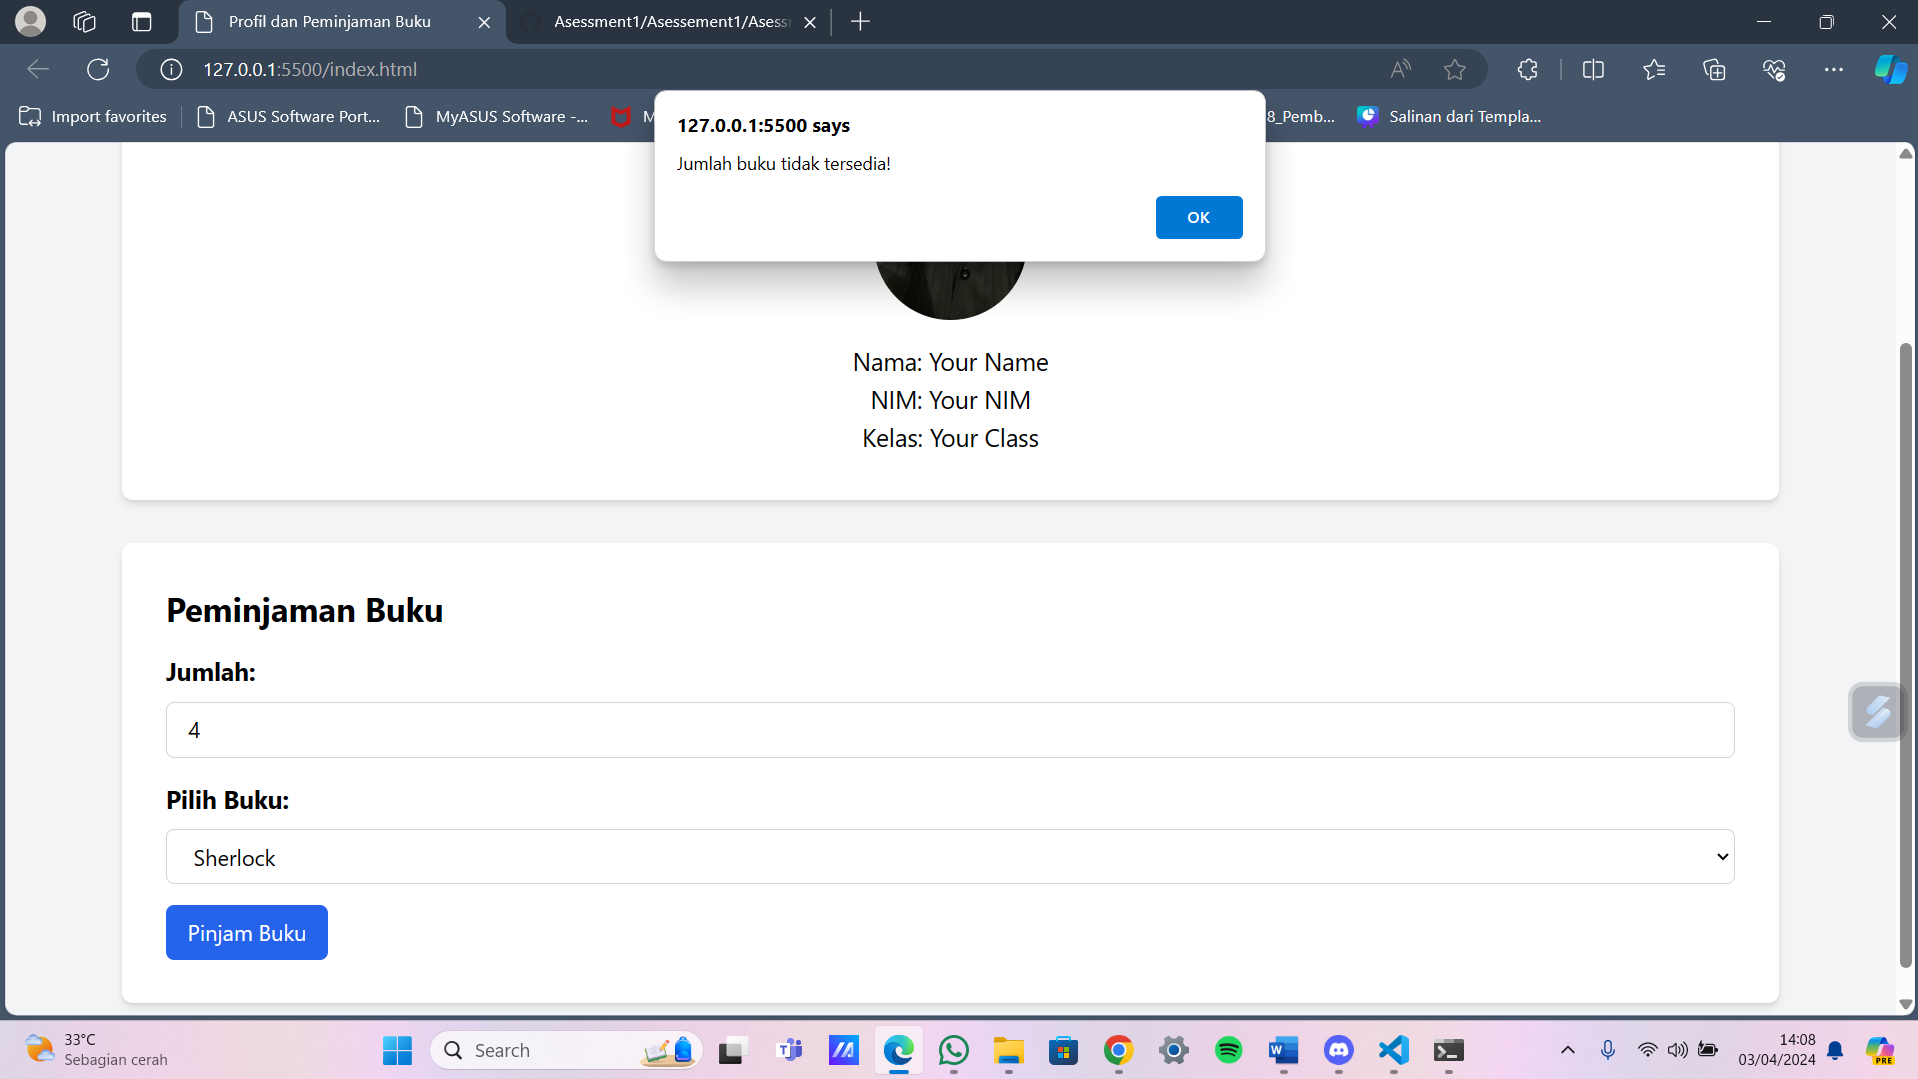 Profil dan Peminjaman Buku
Asessment1/Asessement1/Asess
127.0.0.1:5500/index.html
Import favorites
ASUS Software Port...
MyASUS Software -...
M
8_Pemb...
Salinan dari Templa...
127.0.0.1:5500 says
Jumlah buku tidak tersedia!
OK
Nama: Your Name
NIM: Your NIM
Kelas: Your Class
Peminjaman Buku
Jumlah:
4
Pilih Buku:
Sherlock
Pinjam Buku
33°C
Sebagian cerah
Search
14:08
03/04/2024
PRE